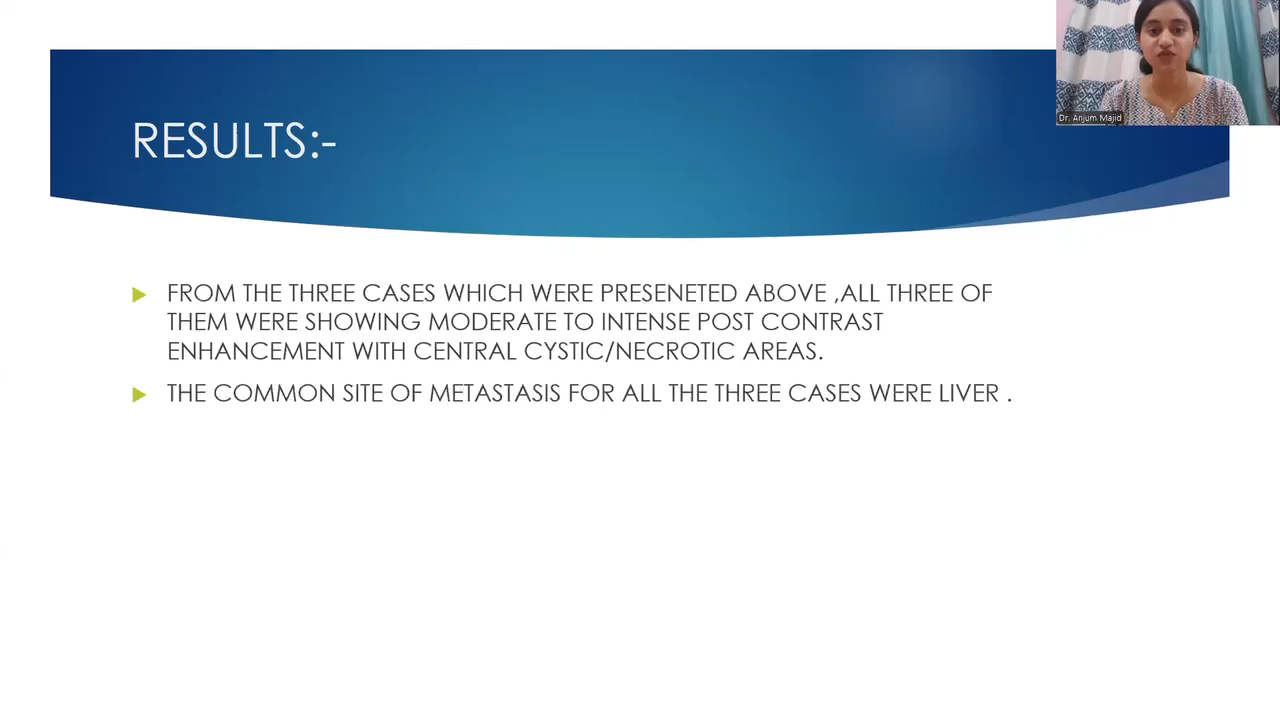 Dr. Anjum Majid
RESULTS:-
FROM THE THREE CASES WHICH WERE PRESENETED ABOVE ,ALL THREE OF
THEM WERE SHOWING MODERATE TO INTENSE POST CONTRAST
ENHANCEMENT WITH CENTRAL CYSTIC/NECROTIC AREAS.
THE COMMON SITE OF METASTASIS FOR ALL THE THREE CASES WERE LIVER .